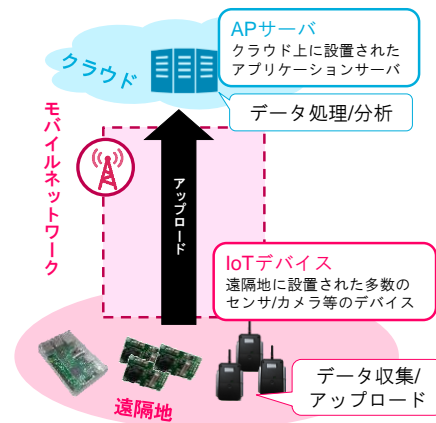 APサーバ
クラウド上に設置された
アプリケーションサーバ
クラウド
データ処理/分析
モバイルネットワーク
アップロード
IoTデバイス
遠隔地に設置された多数の
センサ/カメラ等のデバイス
データ収集/
アップロード
遠隔地